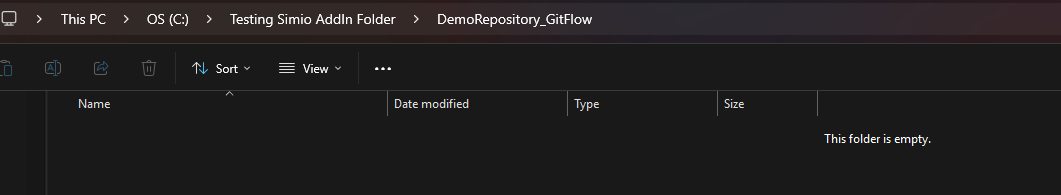 This PC > OS (C:) > Testing Simio AddIn Folder > DemoRepository_GitFlow
Sort View ...
Name Date modified Type Size
This folder is empty.